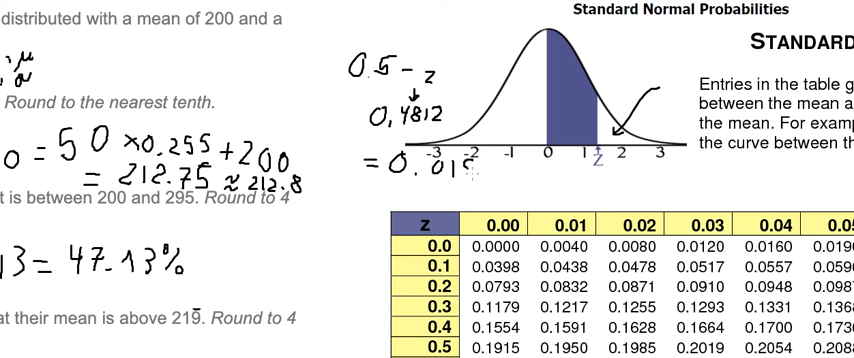 distributed with a mean of 200 and a
: μ
, σ
Round to the nearest tenth.
0 = 50 × 0.255 + 200
= 212.75 ≈ 212.8
t is between 200 and 295. Round to 4
13 = 47.13%
at their mean is above 219. Round to 4
0.5 - z
0,4812
= 0.019
Standard Normal Probabilities
-3 -2 -1 0 1 2 3
z
STANDARD
Entries in the table g
between the mean a
the mean. For examp
the curve between th
z 0.00 0.01 0.02 0.03 0.04 0.0
0.0 0.0000 0.0040 0.0080 0.0120 0.0160 0.019
0.1 0.0398 0.0438 0.0478 0.0517 0.0557 0.059
0.2 0.0793 0.0832 0.0871 0.0910 0.0948 0.098
0.3 0.1179 0.1217 0.1255 0.1293 0.1331 0.136
0.4 0.1554 0.1591 0.1628 0.1664 0.1700 0.173
0.5 0.1915 0.1950 0.1985 0.2019 0.2054 0.208